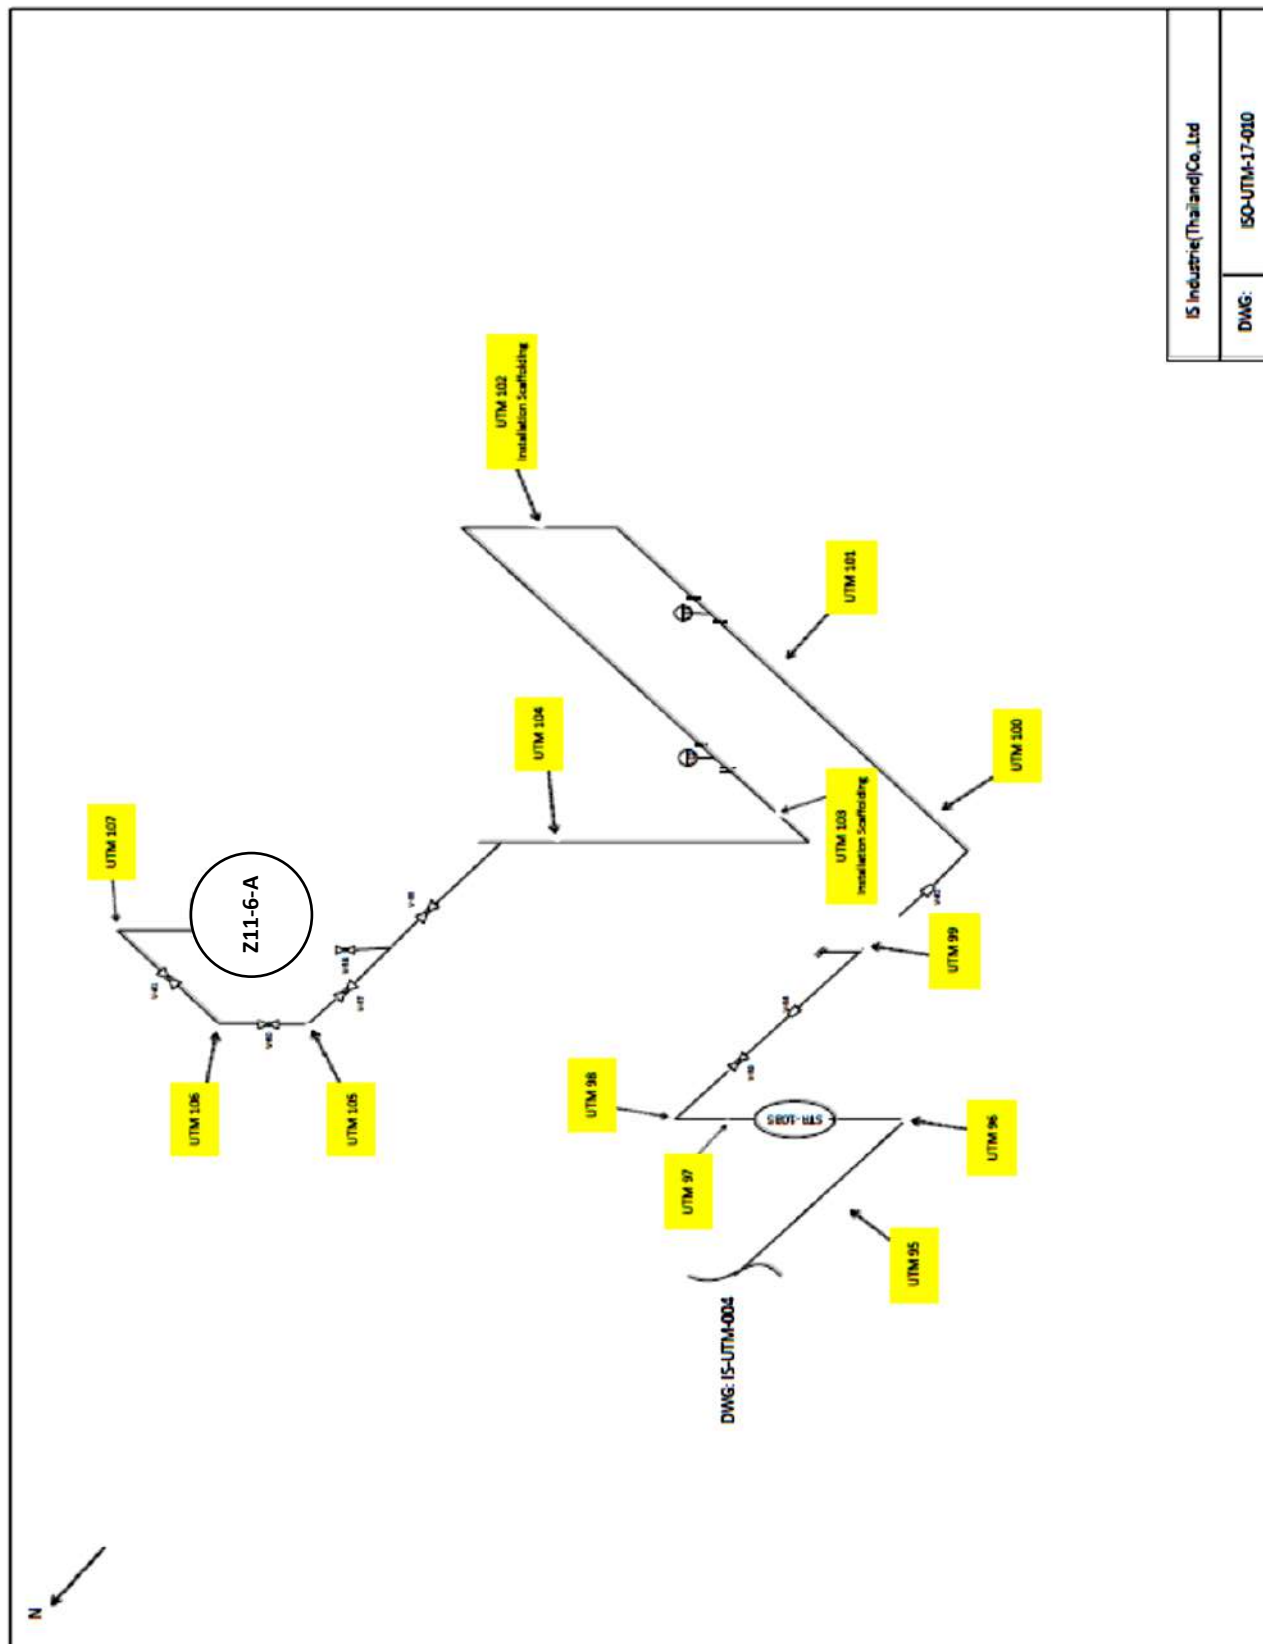 N
UTM 107
UTM 106
Z11-6-A
UTM 105
UTM 102
Installation Scaffolding
UTM 104
UTM 98
UTM 97
DWG: IS-UTM-004
STR-1085
UTM 103
Installation Scaffolding
UTM 101
UTM 95
UTM 99
UTM 96
UTM 100
IS Industrie(Thailand)Co,.Ltd
DWG: ISO-UTM-17-010